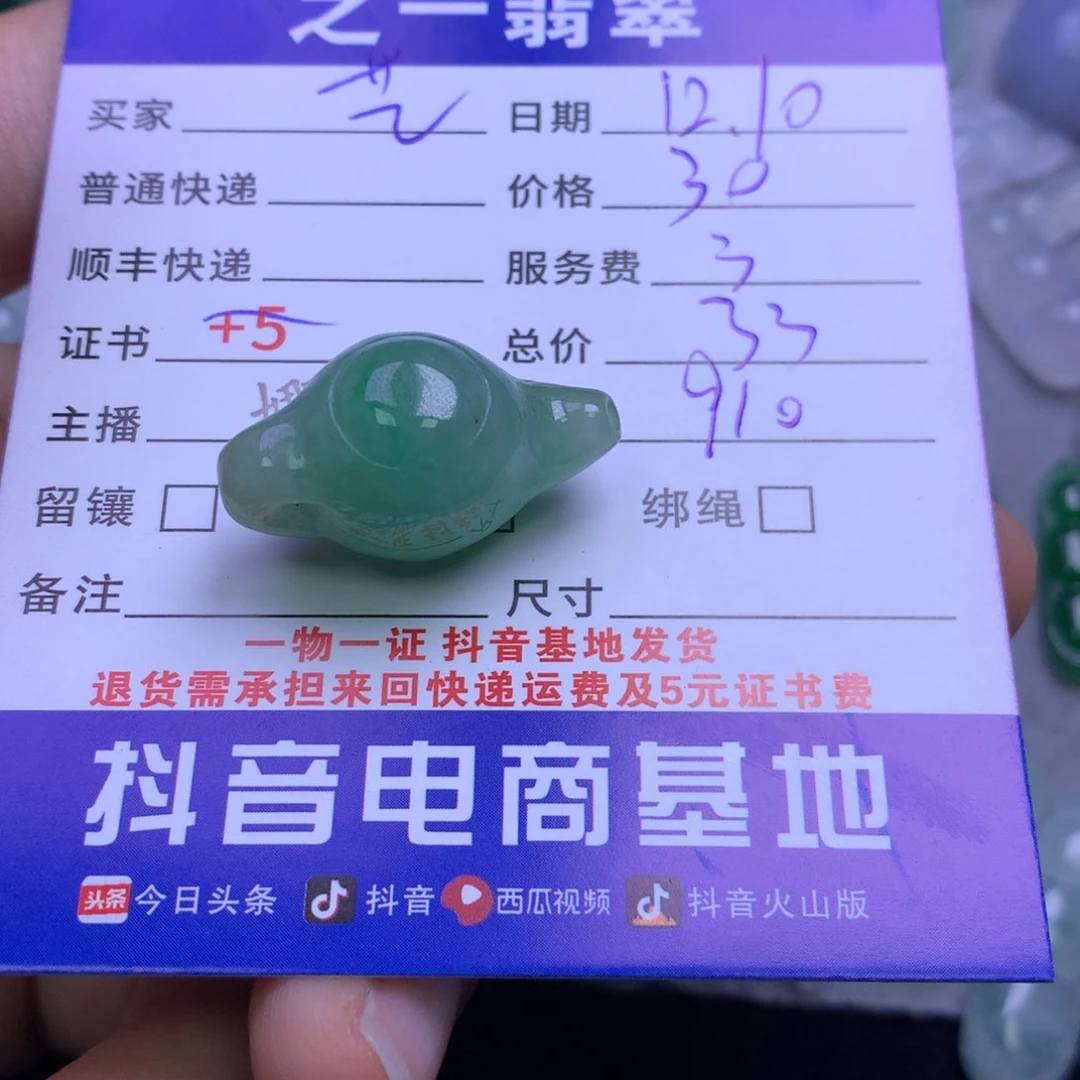 之一翡翠
买家 艺 日期 12.10
普通快递 价格 30
顺丰快递 服务费 3
证书 +5 总价 33
主播 910
留镶 绑绳
备注 尺寸
一物一证 抖音基地发货
退货需承担来回快递运费及5元证书费
抖音电商基地
头条 今日头条 抖音 西瓜视频 抖音火山版